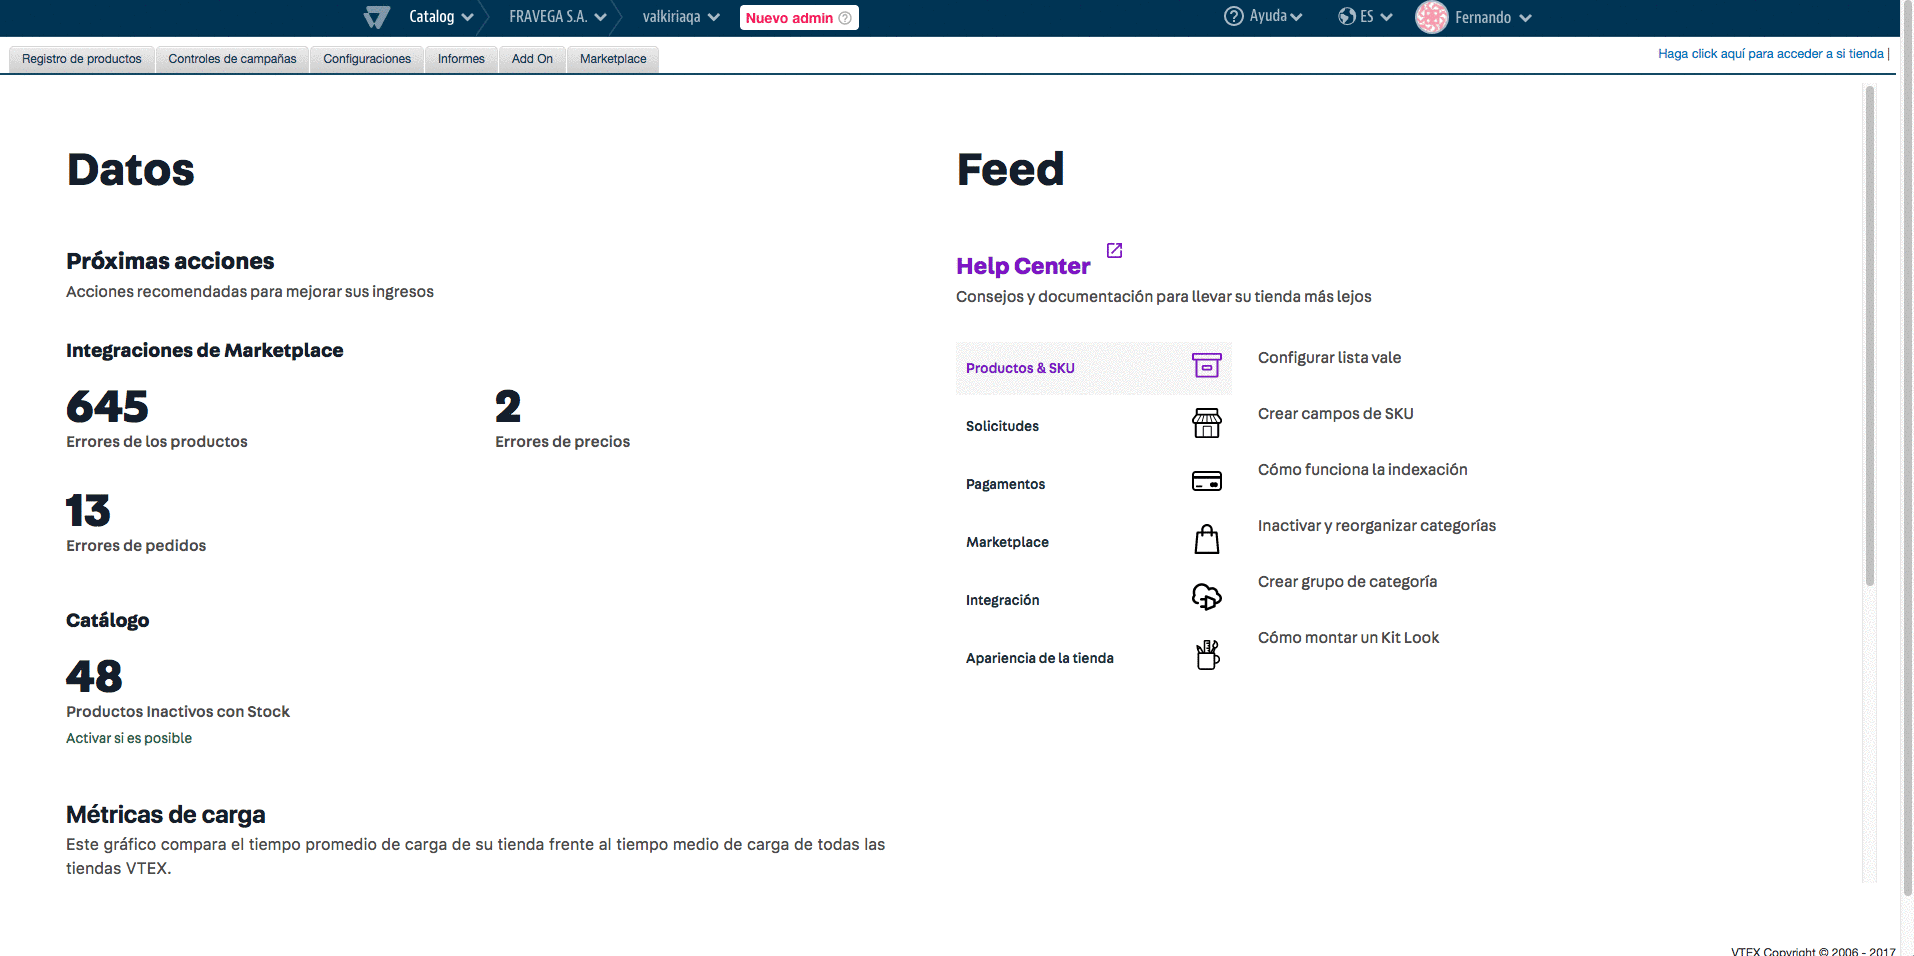 Catalog
FRAVEGA S.A.
valkiriaqa
Nuevo admin ?
? Ayuda
ES
Fernando
Registro de productos
Controles de campañas
Configuraciones
Informes
Add On
Marketplace
Haga click aquí para acceder a si tienda |
Datos
Próximas acciones
Acciones recomendadas para mejorar sus ingresos
Integraciones de Marketplace
645
Errores de los productos
2
Errores de precios
13
Errores de pedidos
Catálogo
48
Productos Inactivos con Stock
Activar si es posible
Métricas de carga
Este gráfico compara el tiempo promedio de carga de su tienda frente al tiempo medio de carga de todas las
tiendas VTEX.
Feed
Help Center
Consejos y documentación para llevar su tienda más lejos
Productos & SKU
Solicitudes
Pagamentos
Marketplace
Integración
Apariencia de la tienda
Configurar lista vale
Crear campos de SKU
Cómo funciona la indexación
Inactivar y reorganizar categorías
Crear grupo de categoría
Cómo montar un Kit Look
VTEX Copyright © 2006 - 2017